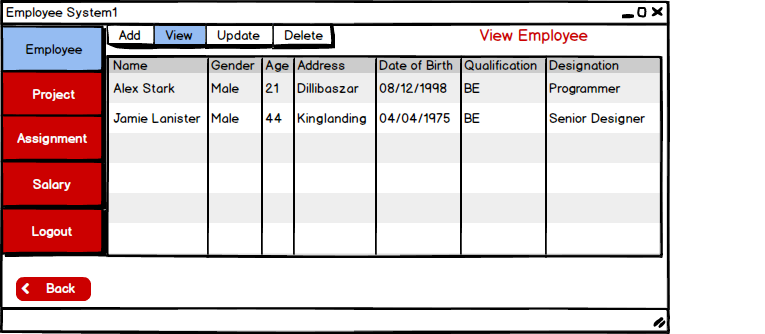 Employee System1
Add View Update Delete View Employee
Employee
Project
Assignment
Salary
Logout
Back
Name Gender Age Address Date of Birth Qualification Designation
Alex Stark Male 21 Dillibaszar 08/12/1998 BE Programmer
Jamie Lanister Male 44 Kinglanding 04/04/1975 BE Senior Designer